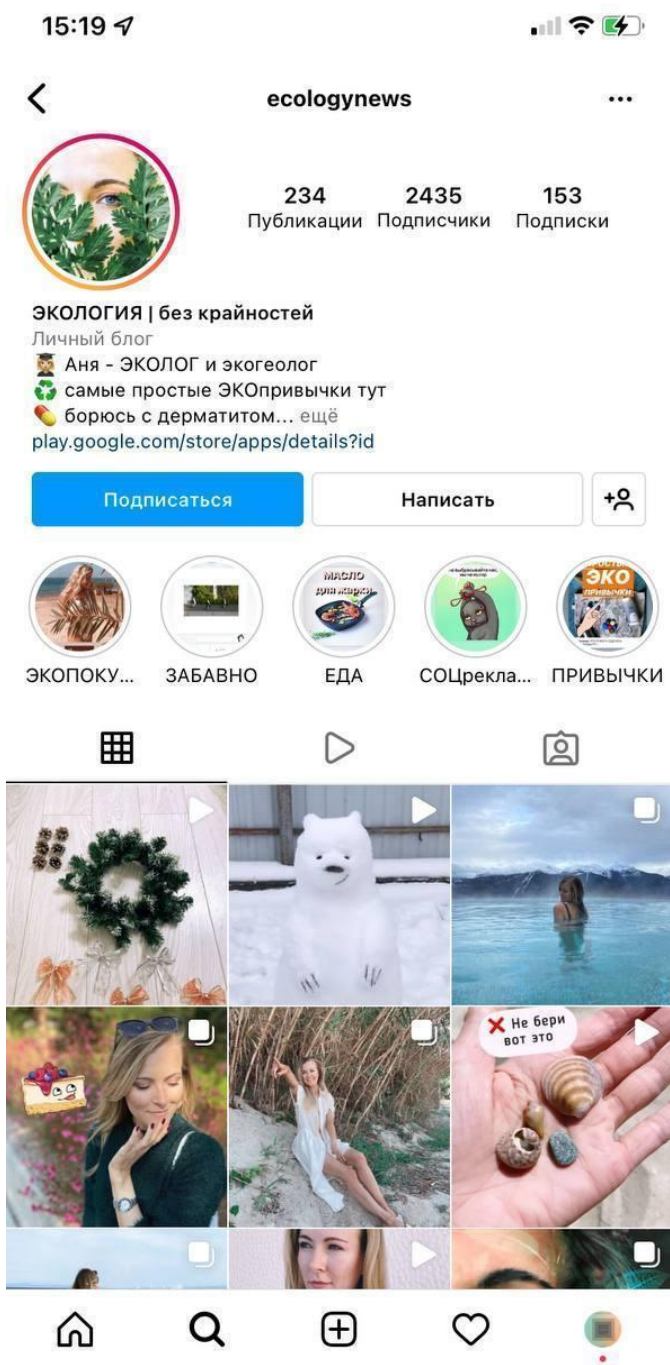 15:19
ecologynews
234 2435 153
Публикации Подписчики Подписки
ЭКОЛОГИЯ | без крайностей
Личный блог
Аня - ЭКОЛОГ и экогеолог
самые простые ЭКОпривычки тут
борюсь с дерматитом... ещё
play.google.com/store/apps/details?id
Подписаться Написать
МАСЛО
для жарки
ЭКО
ПРИВЫЧКИ
ЭКОПОКУ... ЗАБАВНО ЕДА СОЦрекла... ПРИВЫЧКИ
Не бери
вот это